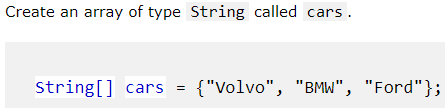 Create an array of type String called cars.
String[] cars = {"Volvo", "BMW", "Ford"};